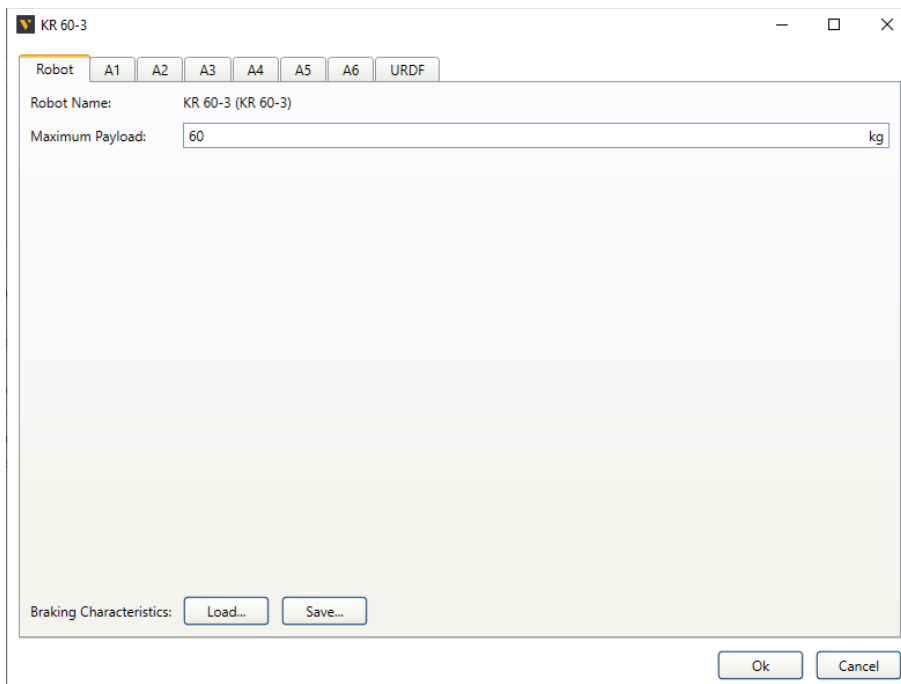 KR 60-3
Robot A1 A2 A3 A4 A5 A6 URDF
Robot Name: KR 60-3 (KR 60-3)
Maximum Payload: 60 kg
Braking Characteristics: Load... Save...
Ok Cancel